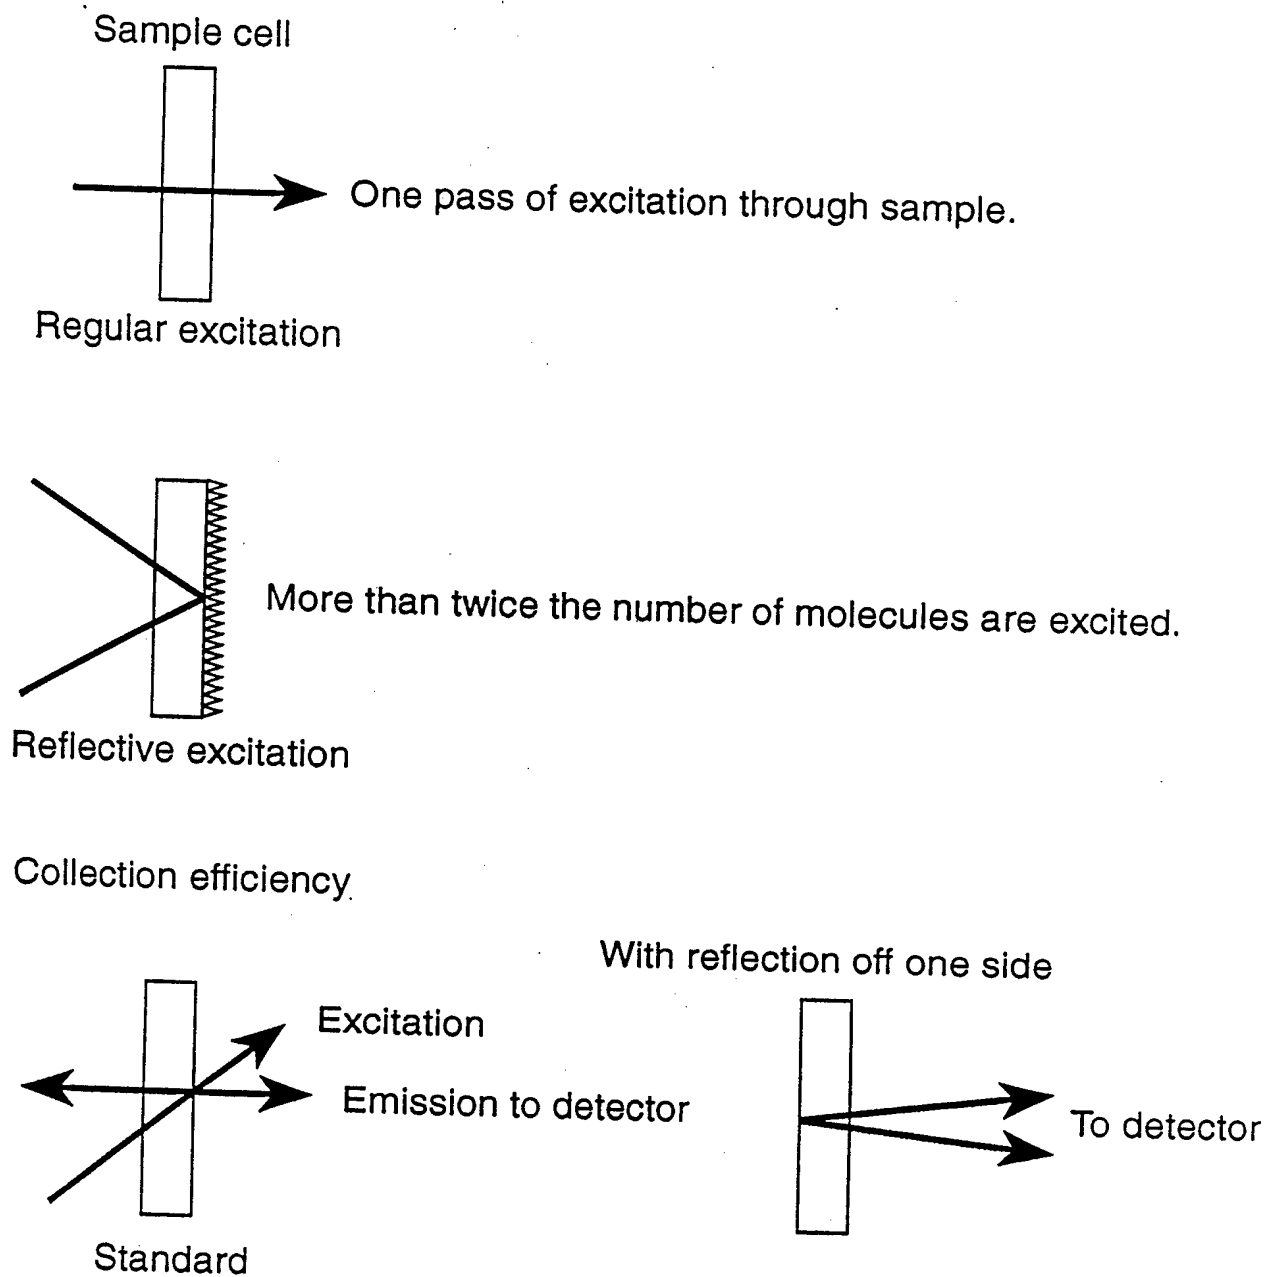 Sample cell
One pass of excitation through sample.
Regular excitation
More than twice the number of molecules are excited.
Reflective excitation
Collection efficiency
With reflection off one side
Excitation
Emission to detector
To detector
Standard